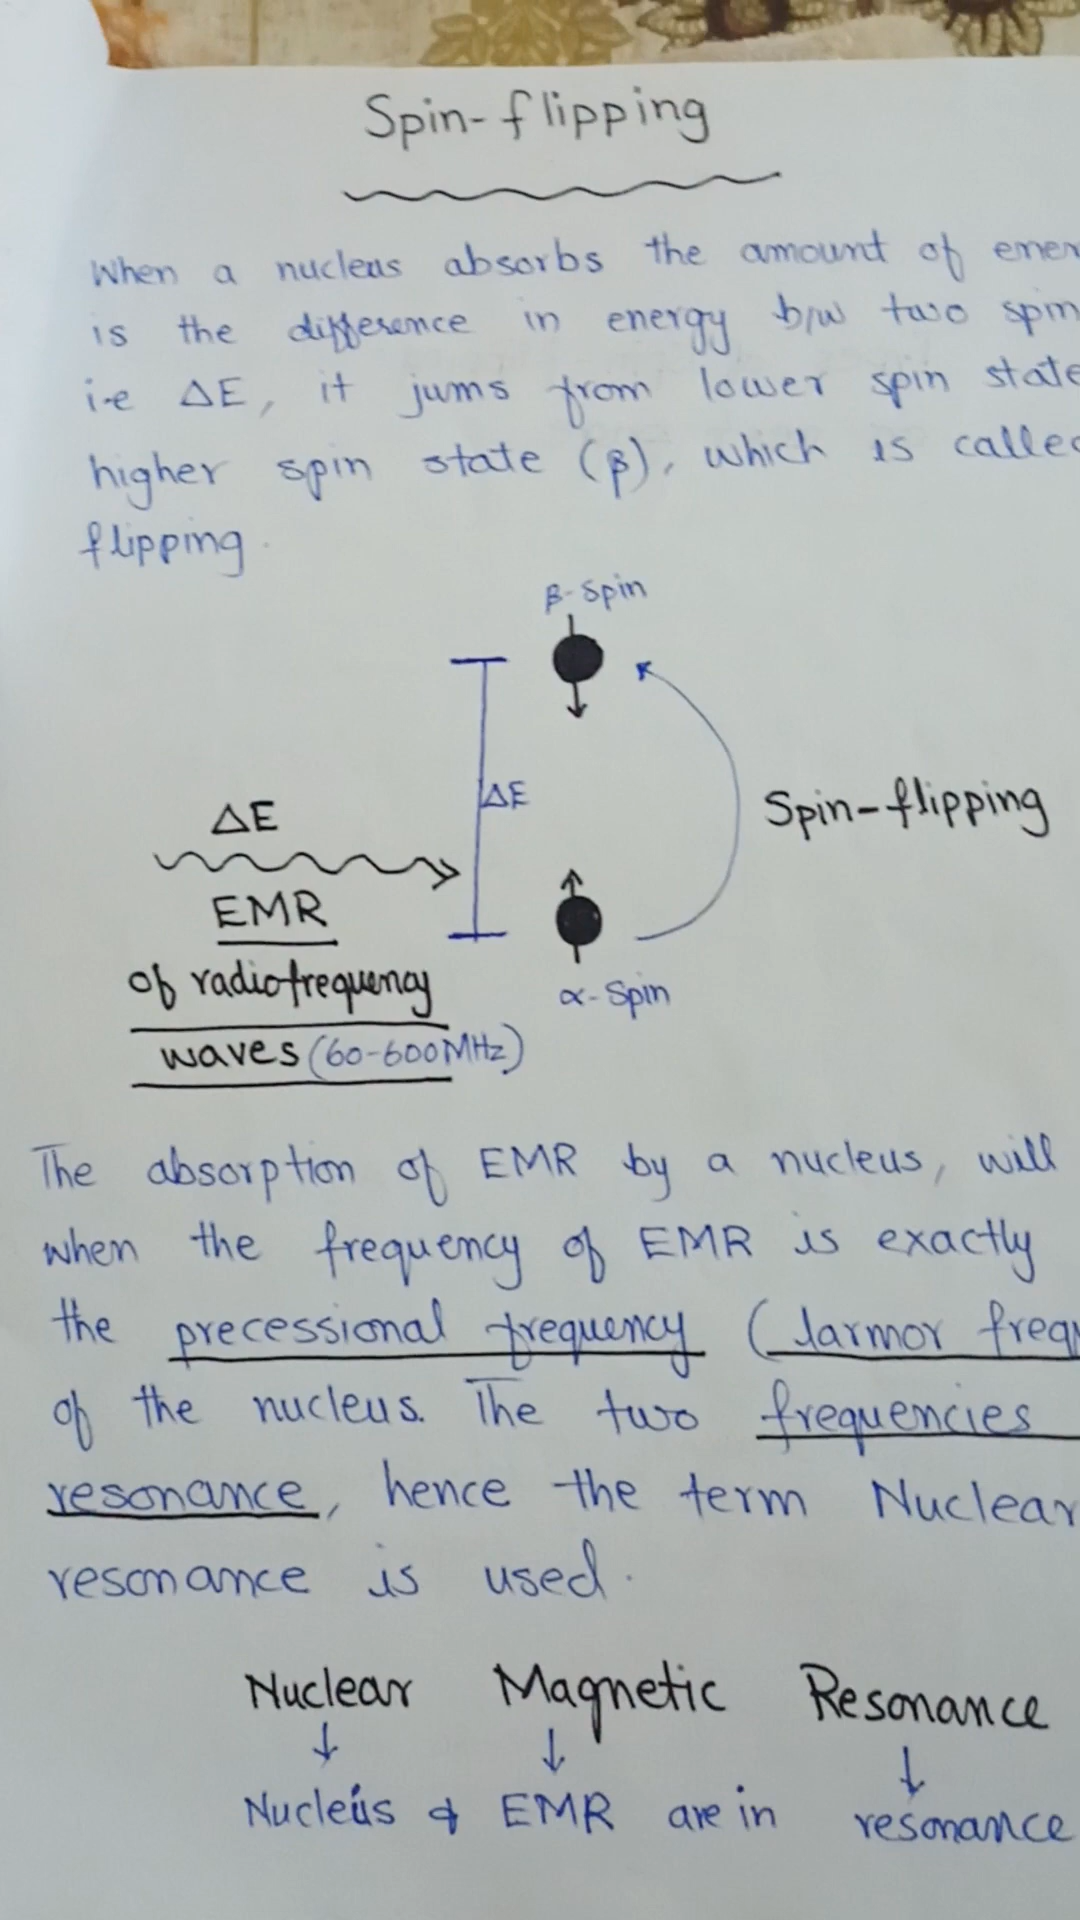 Spin-flipping
When a nucleus absorbs the amount of ener
is the difference in energy b/w two spin
i.e ΔE, it jums from lower spin state
higher spin state (β), which is calle
flipping.
β-Spin
ΔE
ΔE
Spin-flipping
EMR
of radiofrequency
α-Spin
waves (60-600MHz)
The absorption of EMR by a nucleus, will
when the frequency of EMR is exactly
the precessional frequency (larmor freq
of the nucleus. The two frequencies
resonance, hence the term Nuclear
resonance is used.
Nuclear Magnetic Resonance
↓ ↓ ↓
Nucleus & EMR are in resonance